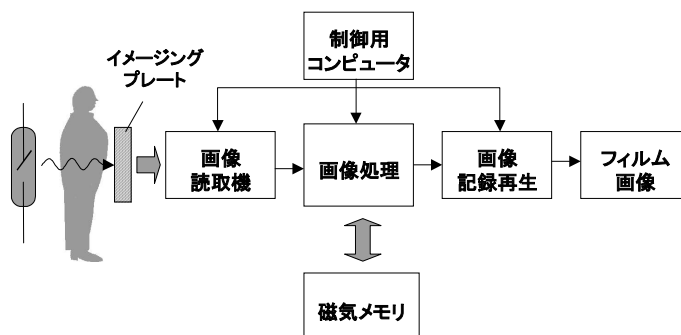 制御用
コンピュータ
イメージング
プレート
画像
読取機
画像処理
画像
記録再生
フィルム
画像
磁気メモリ